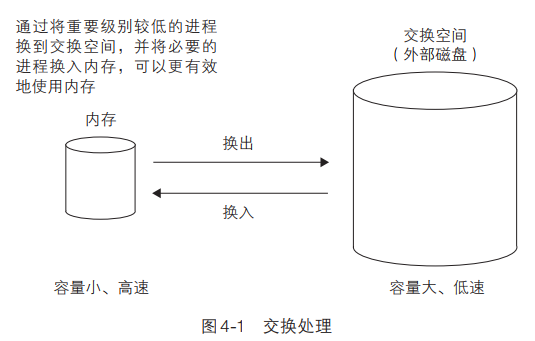 通过将重要级别较低的进程
换到交换空间，并将必要的
进程换入内存，可以更有效
地使用内存
交换空间
（外部磁盘）
内存
换出
换入
容量小、高速
容量大、低速
图4-1 交换处理